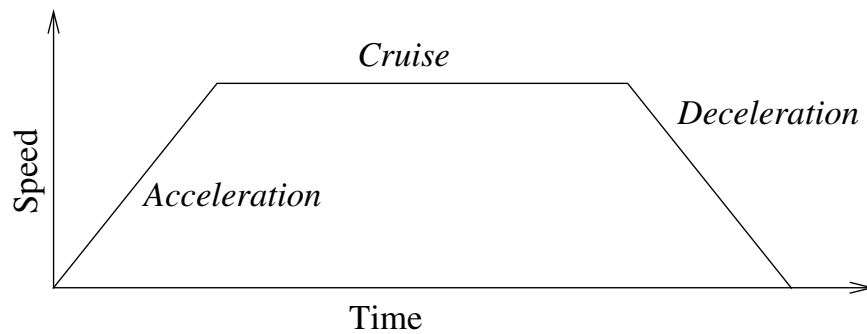 Cruise
Deceleration
Acceleration
Speed
Time